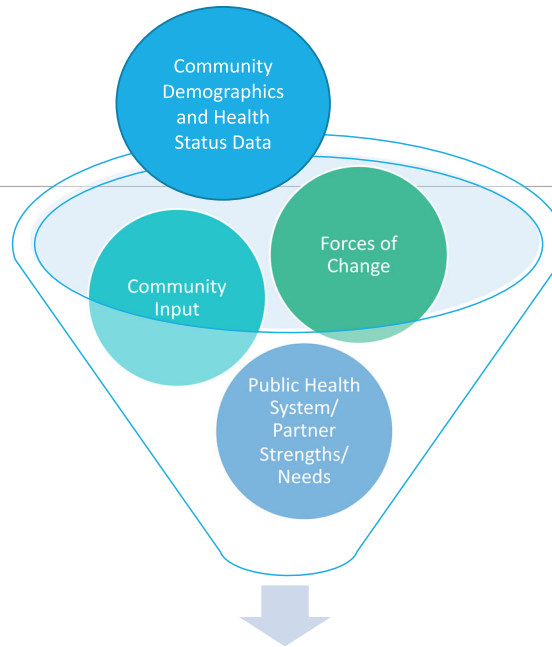 Community
Demographics
and Health
Status Data
Forces of
Change
Community
Input
Public Health
System/
Partner
Strengths/
Needs